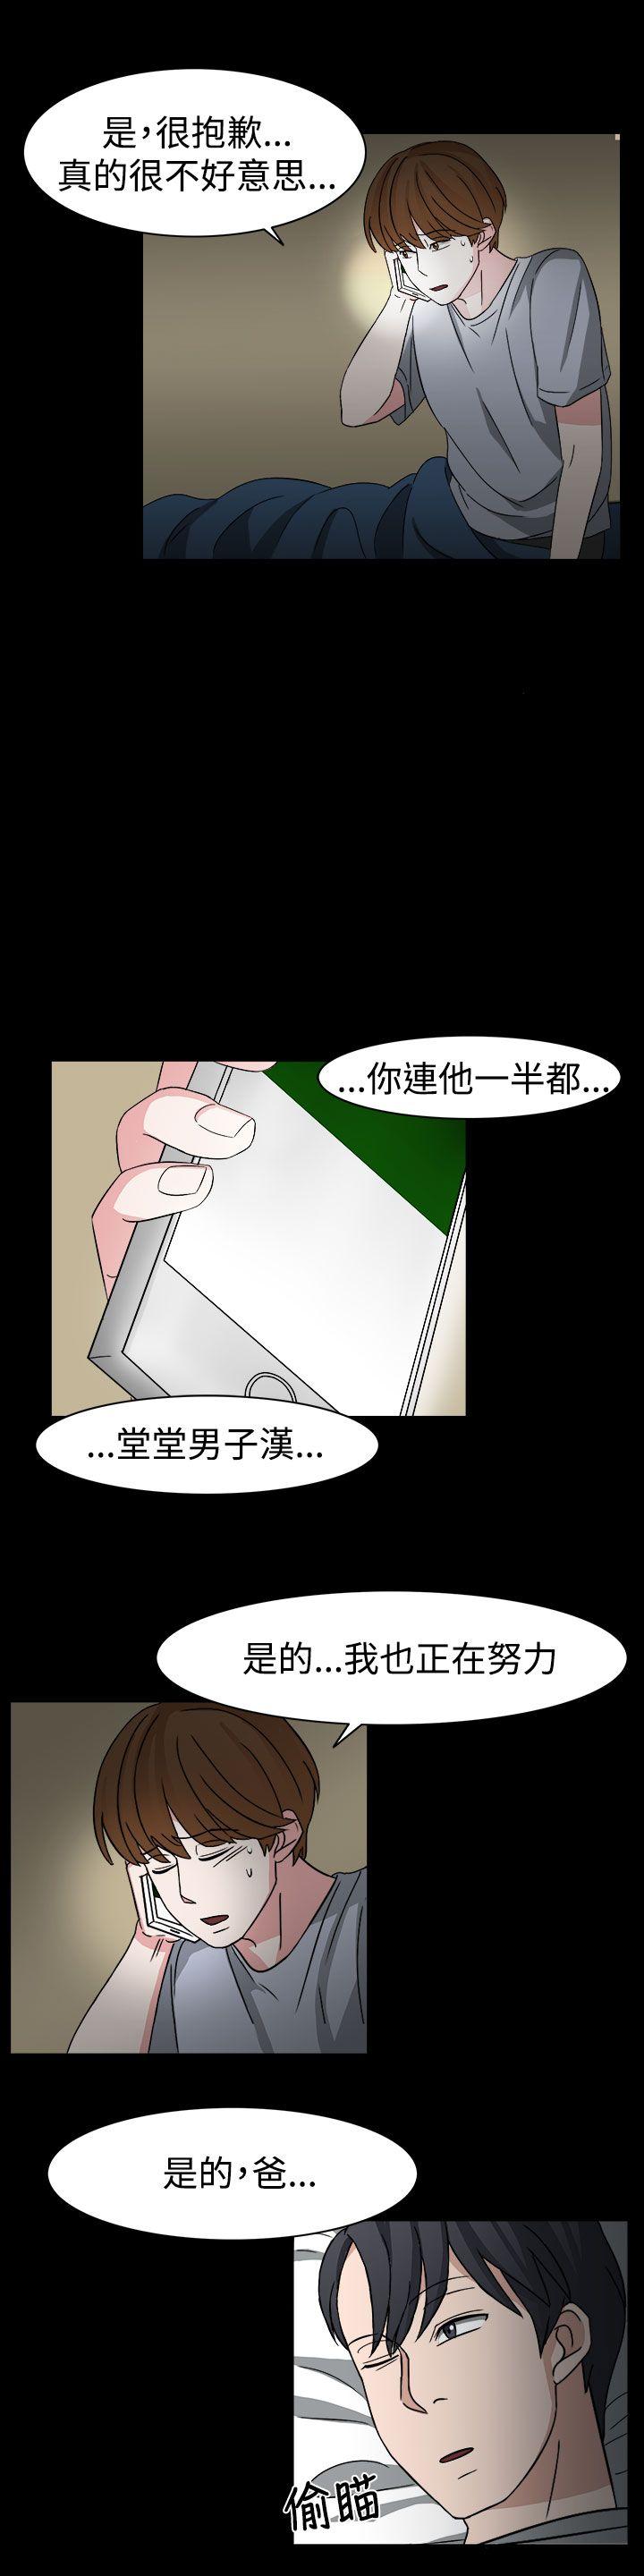 是，很抱歉…
真的很不好意思…
…你連他一半都…
…堂堂男子漢…
是的…我也正在努力
是的，爸…
偷瞄